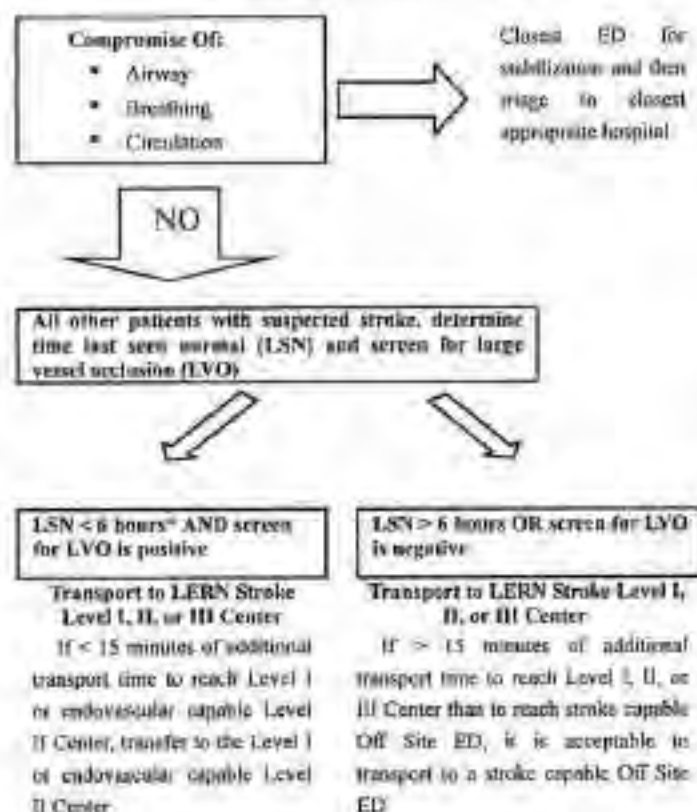 Compromise Of:
▪ Airway
▪ Breathing
▪ Circulation
Closest ED for
stabilization and then
triage to closest
appropriate hospital
NO
All other patients with suspected stroke, determine
time last seen normal (LSN) and screen for large
vessel occlusion (LVO)
LSN < 6 hours* AND screen
for LVO is positive
Transport to LERN Stroke
Level I, II, or III Center
If < 15 minutes of additional
transport time to reach Level I
or endovascular capable Level
II Center, transfer to the Level I
or endovascular capable Level
II Center
LSN > 6 hours OR screen for LVO
is negative
Transport to LERN Stroke Level I,
II, or III Center
If > 15 minutes of additional
transport time to reach Level I, II, or
III Center than to reach stroke capable
Off Site ED, is is acceptable to
transport to a stroke capable Off Site
ED